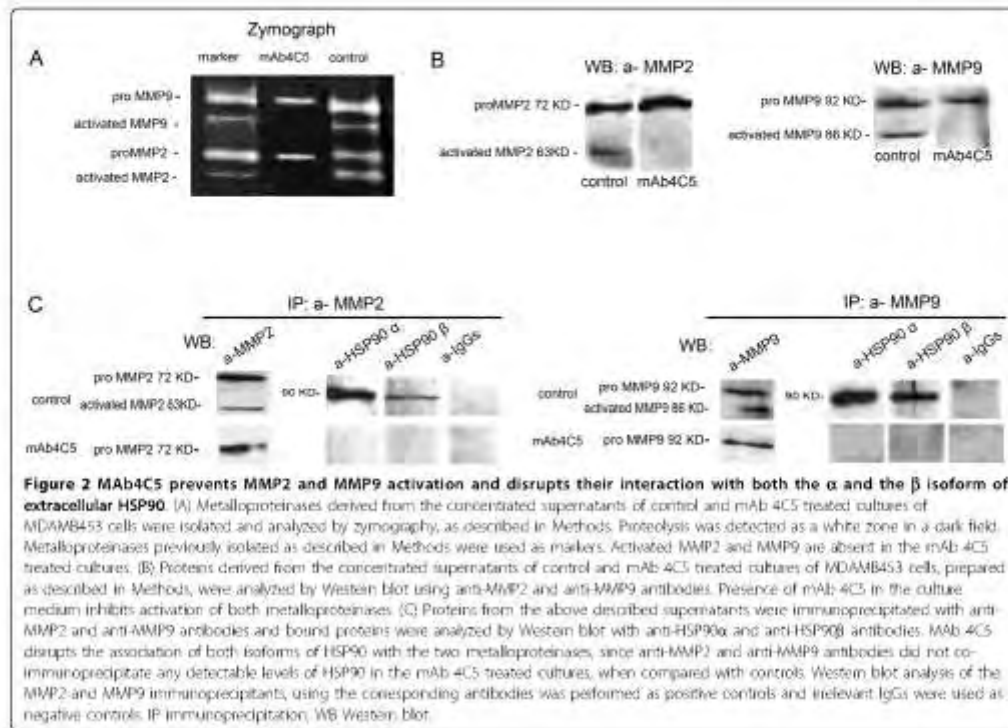 Zymograph
A
marker mAb4C5 control
pro MMP9 -
activated MMP9 -
proMMP2 -
activated MMP2 -
B
WB: a- MMP2
proMMP2 72 KD-
activated MMP2 63KD -
control mAb4C5
WB: a- MMP9
pro MMP9 92 KD-
activated MMP9 86 KD -
control mAb4C5
C
IP: a- MMP2
WB:
a-MMP2
a-HSP90 α
a-HSP90 β
a-IgGs
control
pro MMP2 72 KD-
activated MMP2 63KD-
90 KD-
mAb4C5
pro MMP2 72 KD-
IP: a- MMP9
WB:
a-MMP9
a-HSP90 α
a-HSP90 β
a-IgGs
control
pro MMP9 92 KD-
activated MMP9 86 KD-
90 KD-
mAb4C5
pro MMP9 92 KD-
Figure 2 MAb4C5 prevents MMP2 and MMP9 activation and disrupts their interaction with both the α and the β isoform of
extracellular HSP90. (A) Metalloproteinases derived from the concentrated supernatants of control and mAb 4C5 treated cultures of
MDAMB453 cells were isolated and analyzed by zymography, as described in Methods. Proteolysis was detected as a white zone in a dark field.
Metalloproteinases previously isolated as described in Methods were used as markers. Activated MMP2 and MMP9 are absent in the mAb 4C5
treated cultures. (B) Proteins derived from the concentrated supernatants of control and mAb 4C5 treated cultures of MDAMB453 cells, prepared
as described in Methods, were analyzed by Western blot using anti-MMP2 and anti-MMP9 antibodies. Presence of mAb 4C5 in the culture
medium inhibits activation of both metalloproteinases. (C) Proteins from the above described supernatants were immunoprecipitated with anti-
MMP2 and anti-MMP9 antibodies and bound proteins were analyzed by Western blot with anti-HSP90α and anti-HSP90β antibodies. MAb 4C5
disrupts the association of both isoforms of HSP90 with the two metalloproteinases, since anti-MMP2 and anti-MMP9 antibodies did not co-
immunoprecipitate any detectable levels of HSP90 in the mAb 4C5 treated cultures, when compared with controls. Western blot analysis of the
MMP2 and MMP9 immunoprecipitants, using the corresponding antibodies was performed as positive controls and irrelevant IgGs were used as
negative controls. IP immunoprecipitation, WB Western blot.